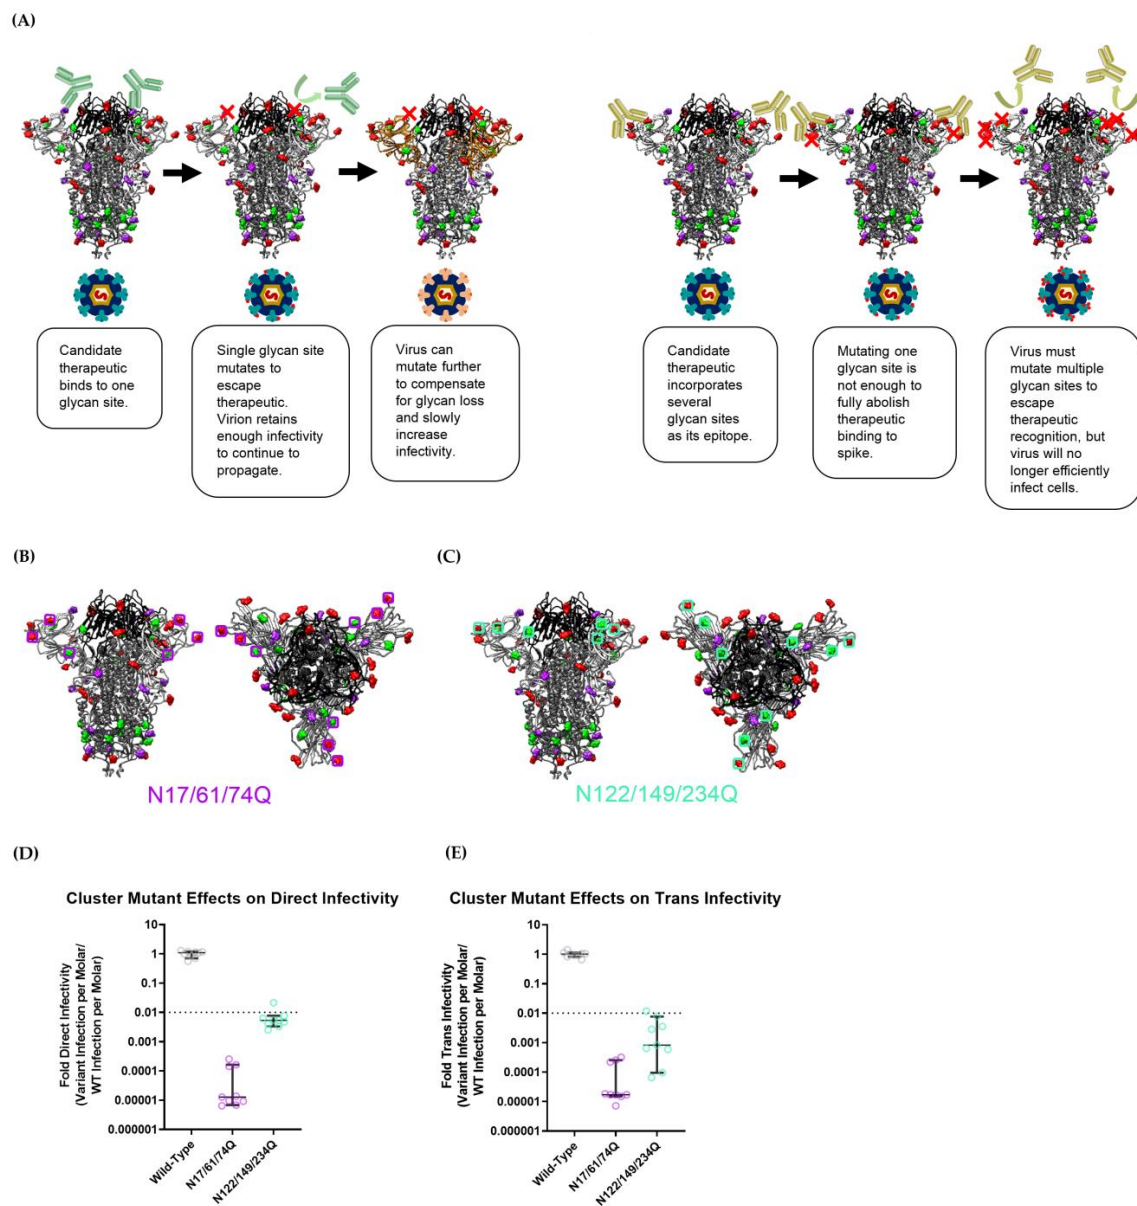 (A)
S
S
S
S
S
S
Candidate
therapeutic
binds to one
glycan site.
Single glycan site
mutates to
escape
therapeutic.
Virion retains
enough infectivity
to continue to
propagate.
Virus can
mutate further
to compensate
for glycan loss
and slowly
increase
infectivity.
Candidate
therapeutic
incorporates
several
glycan sites
as its epitope.
Mutating one
glycan site is
not enough to
fully abolish
therapeutic
binding to
spike.
Virus must
mutate multiple
glycan sites to
escape
therapeutic
recognition, but
virus will no
longer efficiently
infect cells.
(B)
N17/61/74Q
(C)
N122/149/234Q
(D)
Cluster Mutant Effects on Direct Infectivity
Fold Direct Infectivity
(Variant Infection per Molar/
WT Infection per Molar)
10
1
0.1
0.01
0.001
0.0001
0.00001
0.000001
Wild-Type
N17/61/74Q
N122/149/234Q
(E)
Cluster Mutant Effects on Trans Infectivity
Fold Trans Infectivity
(Variant Infection per Molar/
WT Infection per Molar)
10
1
0.1
0.01
0.001
0.0001
0.00001
0.000001
Wild-Type
N17/61/74Q
N122/149/234Q